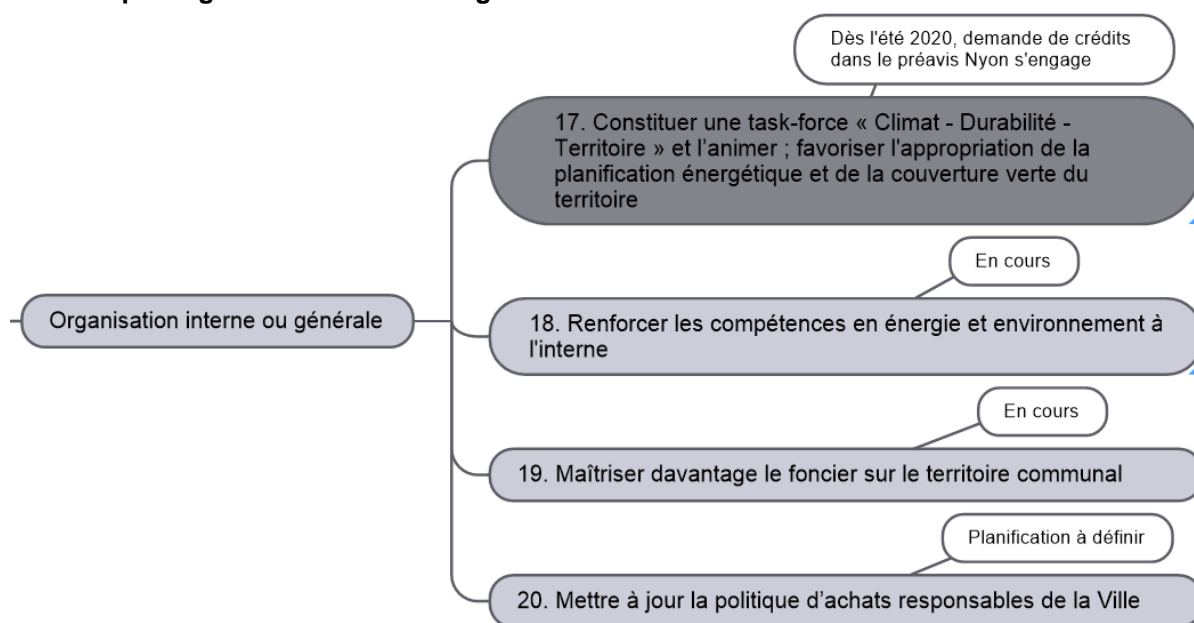 Dès l'été 2020, demande de crédits
dans le préavis Nyon s'engage
17. Constituer une task-force « Climat - Durabilité -
Territoire » et l’animer ; favoriser l'appropriation de la
planification énergétique et de la couverture verte du
territoire
En cours
Organisation interne ou générale
18. Renforcer les compétences en énergie et environnement à
l'interne
En cours
19. Maîtriser davantage le foncier sur le territoire communal
Planification à définir
20. Mettre à jour la politique d’achats responsables de la Ville